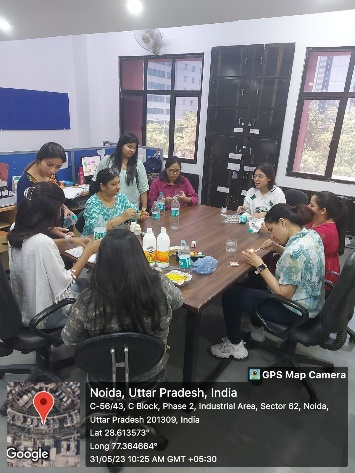 GPS Map Camera
Noida, Uttar Pradesh, India
C-56/43, C Block, Phase 2, Industrial Area, Sector 62, Noida,
Uttar Pradesh 201309, India
Lat 28.613573°
Long 77.364664°
31/05/23 10:25 AM GMT +05:30
Google